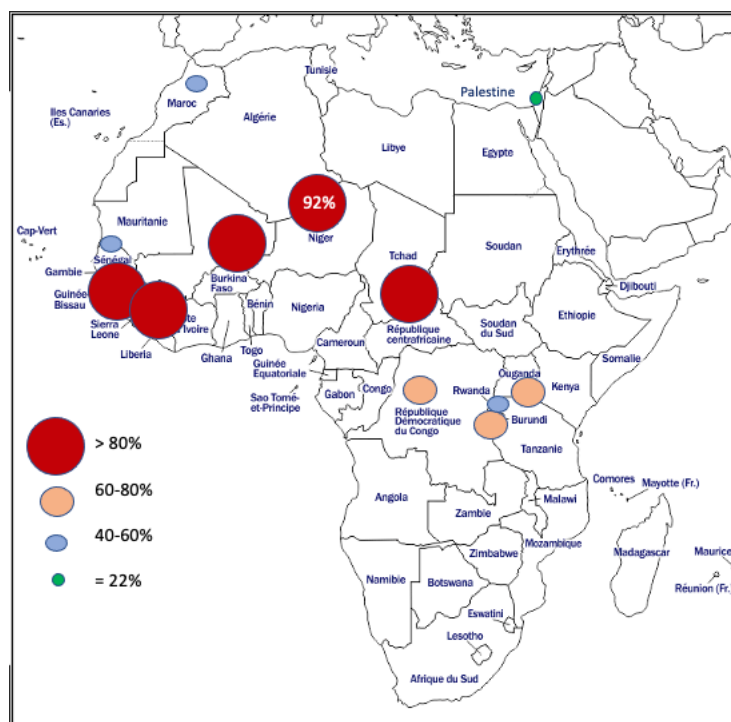 Tunisie
Maroc
Palestine
Iles Canaries
(Es.)
Algérie
Libye
Egypte
92%
Niger
Mauritanie
Cap-Vert
Sénégal
Gambie
Guinée
Bissau
Sierra
Leone
Liberia
Ivoire
Burkina
Faso
Ghana
Togo
Bénin
Nigeria
Tchad
Soudan
Erythrée
Djibouti
Ethiopie
Somalie
République
centrafricaine
Soudan
du Sud
Cameroun
Guinée
Equatoriale
Sao Tomé-
et-Principe
Gabon
Congo
République
Démocratique
du Congo
Ouganda
Rwanda
Kenya
Burundi
Tanzanie
> 80%
60-80%
40-60%
= 22%
Angola
Zambie
Malawi
Comores
Mayotte (Fr.)
Mozambique
Zimbabwe
Madagascar
Maurice
Réunion (Fr.)
Namibie
Botswana
Eswatini
Lesotho
Afrique du Sud